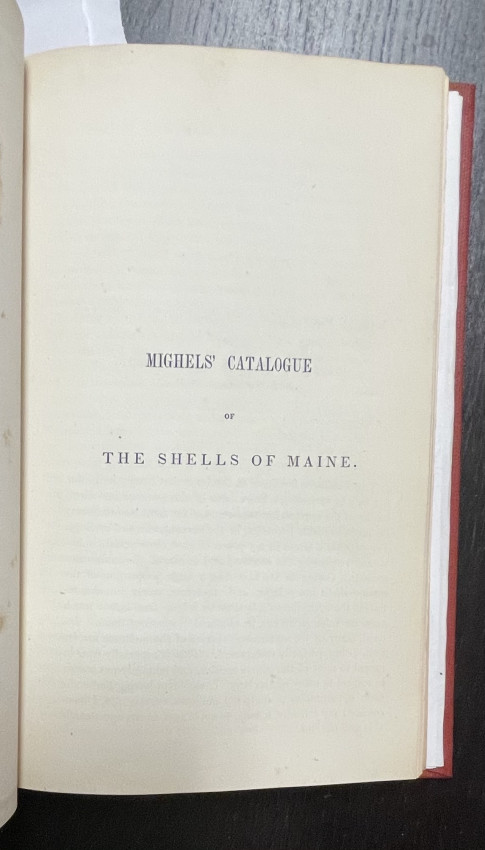 MIGHELS' CATALOGUE
OF
THE SHELLS OF MAINE.